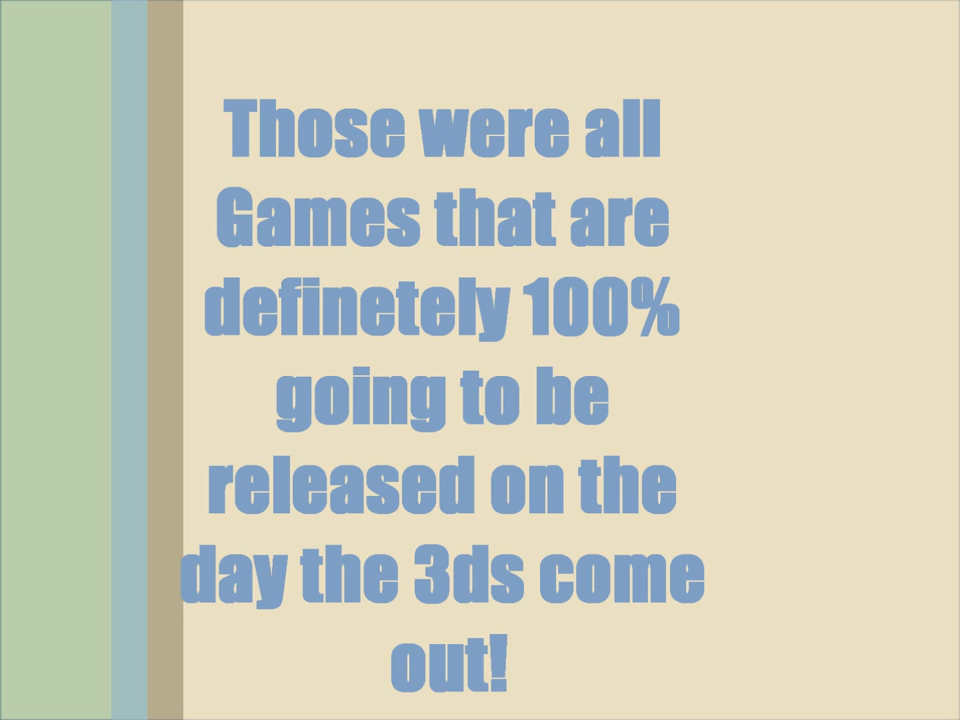 Those were all
Games that are
definetely 100%
going to be
released on the
day the 3ds come
out!